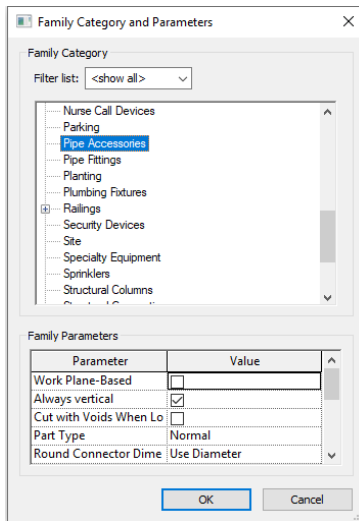 Family Category and Parameters
Family Category
Filter list: <show all>
Nurse Call Devices
Parking
Pipe Accessories
Pipe Fittings
Planting
Plumbing Fixtures
Railings
Security Devices
Site
Specialty Equipment
Sprinklers
Structural Columns
Family Parameters
Parameter Value
Work Plane-Based
Always vertical
Cut with Voids When Lo
Part Type Normal
Round Connector Dime Use Diameter
OK Cancel